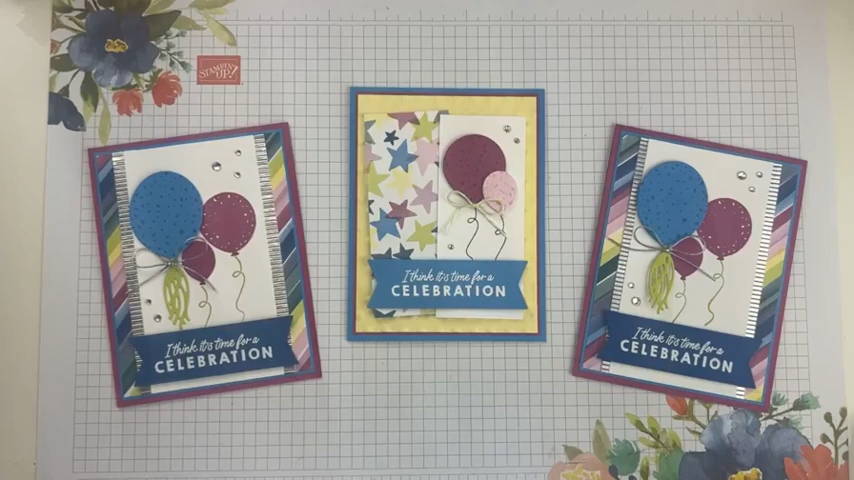 STAMPIN'
UP!
I think it's time for a
CELEBRATION
I think it's time for a
CELEBRATION
I think it's time for a
CELEBRATION